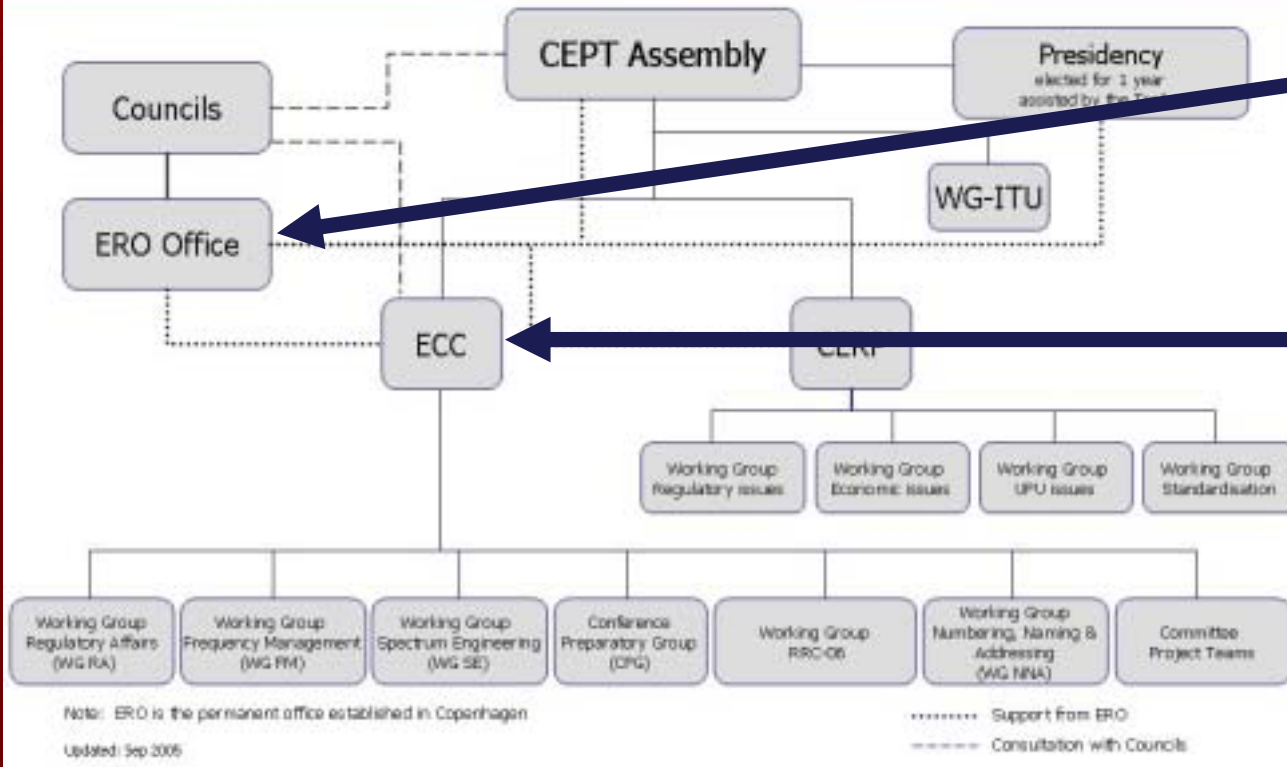 CEPT Assembly
Presidency
elected for 1 year
assisted by the
Councils
WG-ITU
ERO Office
ECC
Working Group
Regulatory issues
Working Group
Economic issues
Working Group
UPU issues
Working Group
Standardisation
Working Group
Regulatory Affairs
(WG RA)
Working Group
Frequency Management
(WG FM)
Working Group
Spectrum Engineering
(WG SE)
Conference
Preparatory Group
(CPG)
Working Group
RRC-06
Working Group
Numbering, Naming &
Addressing
(WG NNA)
Committee
Project Teams
Note: ERO is the permanent office established in Copenhagen
Support from ERO
Updated: Sep 2005
Consultation with Councils